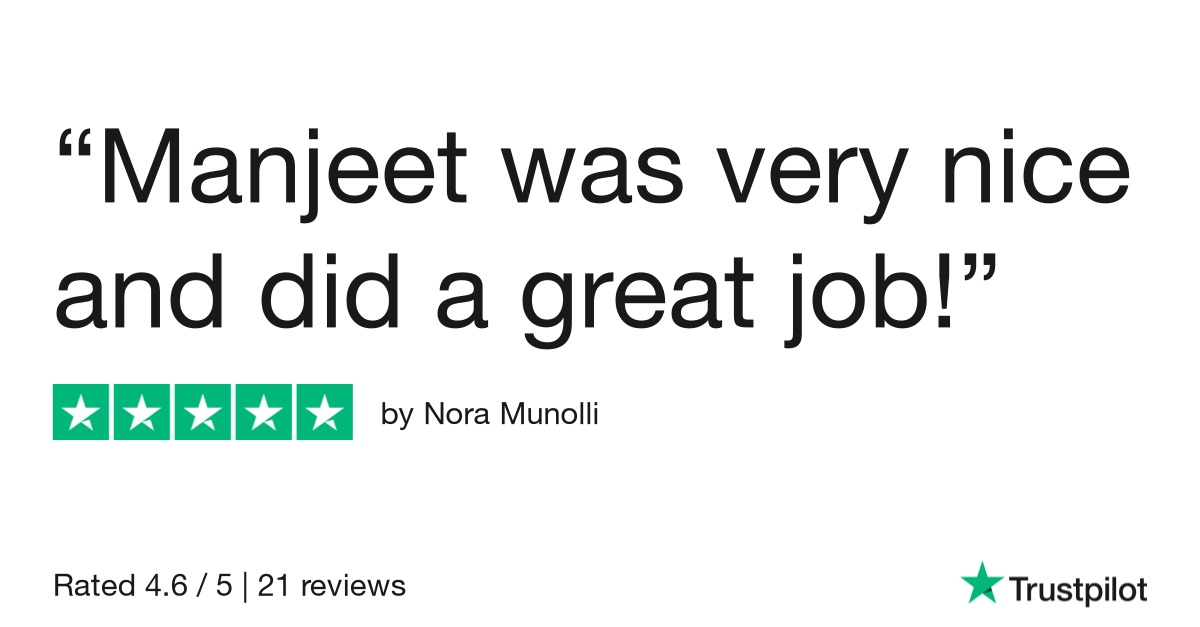 “Manjeet was very nice
and did a great job!”
by Nora Munolli
Rated 4.6 / 5 | 21 reviews
Trustpilot